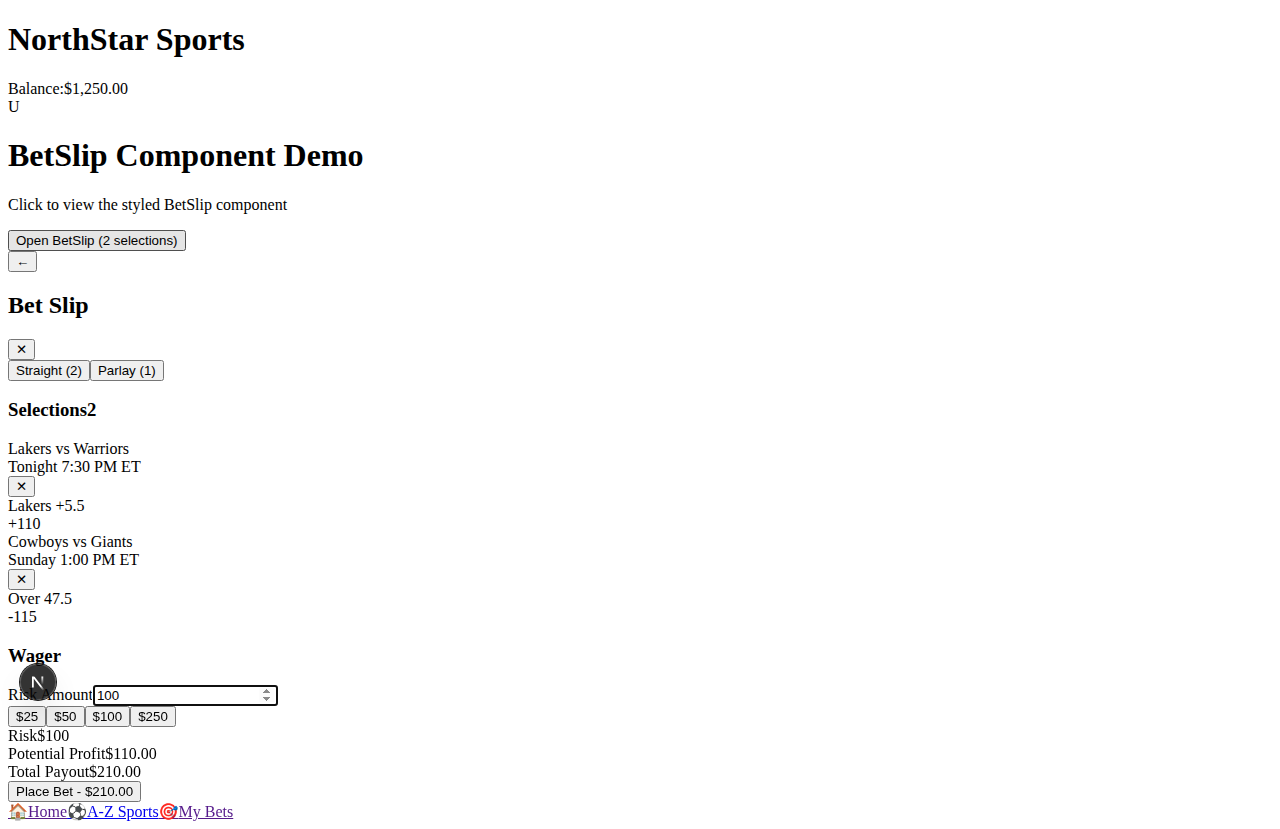 NorthStar Sports
Balance:$1,250.00
U
BetSlip Component Demo
Click to view the styled BetSlip component
Open BetSlip (2 selections)
←
Bet Slip
✕
Straight (2) Parlay (1)
Selections2
Lakers vs Warriors
Tonight 7:30 PM ET
✕
Lakers +5.5
+110
Cowboys vs Giants
Sunday 1:00 PM ET
✕
Over 47.5
-115
Wager
N
Risk Amount 100
$25 $50 $100 $250
Risk$100
Potential Profit$110.00
Total Payout$210.00
Place Bet - $210.00
🏠Home⚽A-Z Sports🎯My Bets